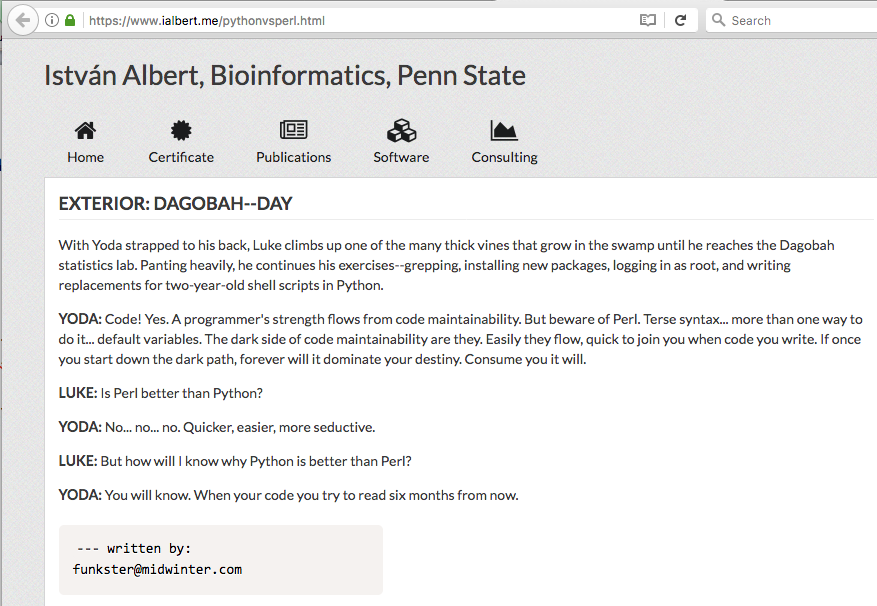 https://www.ialbert.me/pythonvsperl.html
Search
István Albert, Bioinformatics, Penn State
Home Certificate Publications Software Consulting
EXTERIOR: DAGOBAH--DAY
With Yoda strapped to his back, Luke climbs up one of the many thick vines that grow in the swamp until he reaches the Dagobah
statistics lab. Panting heavily, he continues his exercises--grepping, installing new packages, logging in as root, and writing
replacements for two-year-old shell scripts in Python.
YODA: Code! Yes. A programmer's strength flows from code maintainability. But beware of Perl. Terse syntax... more than one way to
do it... default variables. The dark side of code maintainability are they. Easily they flow, quick to join you when code you write. If once
you start down the dark path, forever will it dominate your destiny. Consume you it will.
LUKE: Is Perl better than Python?
YODA: No... no... no. Quicker, easier, more seductive.
LUKE: But how will I know why Python is better than Perl?
YODA: You will know. When your code you try to read six months from now.
--- written by:
funkster@midwinter.com